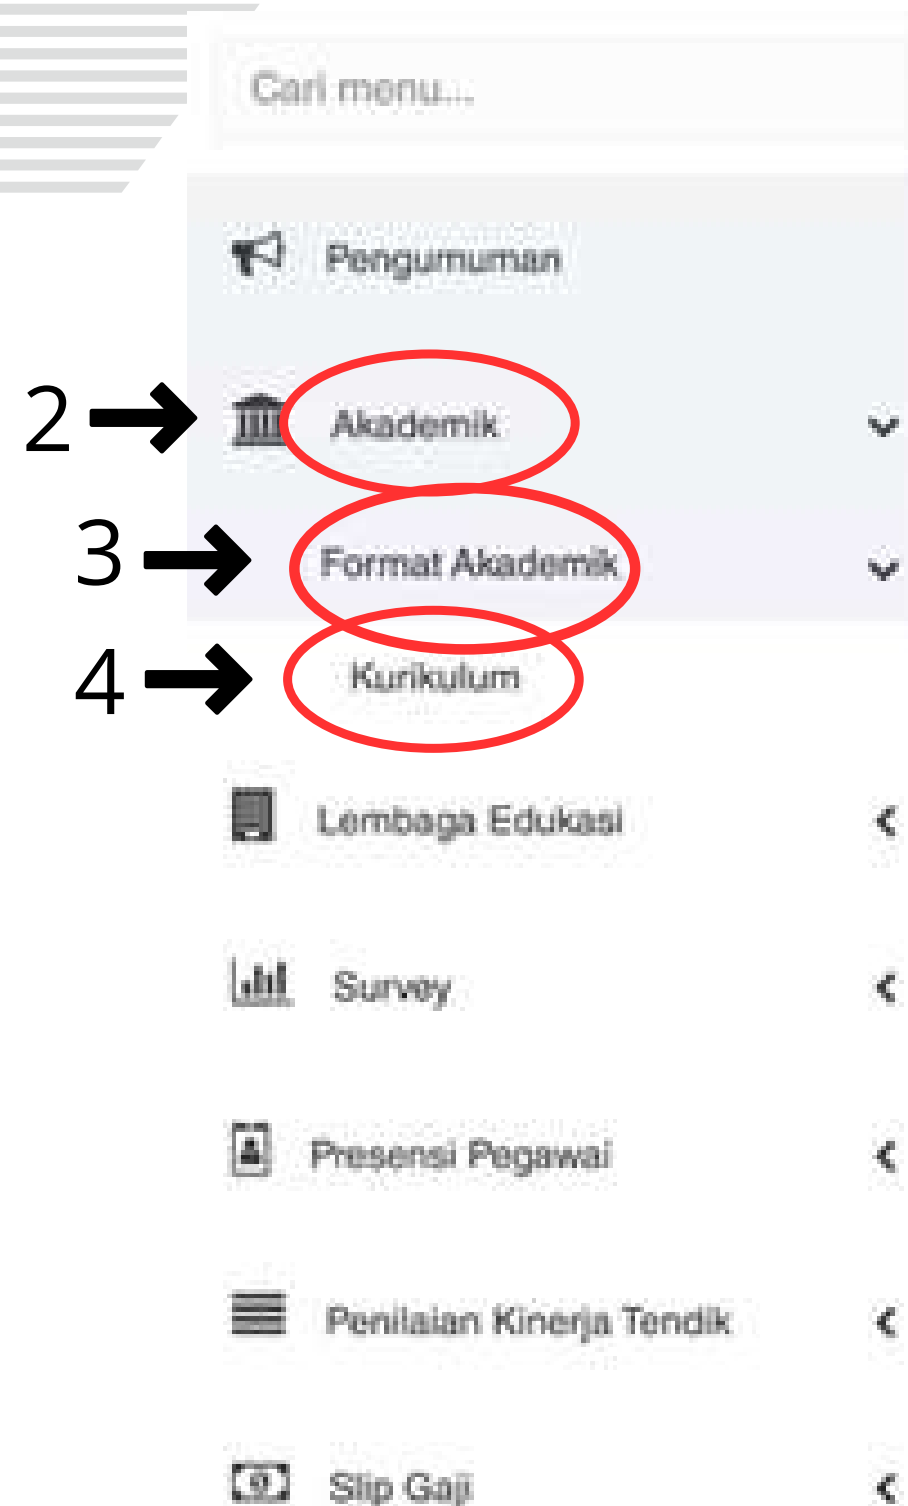 Cari menu...
Pengumuman
2 Akademik
3 Format Akademik
4 Kurikulum
Lembaga Edukasi
Survey
Presensi Pegawai
Penilaian Kinerja Tendik
Slip Gaji